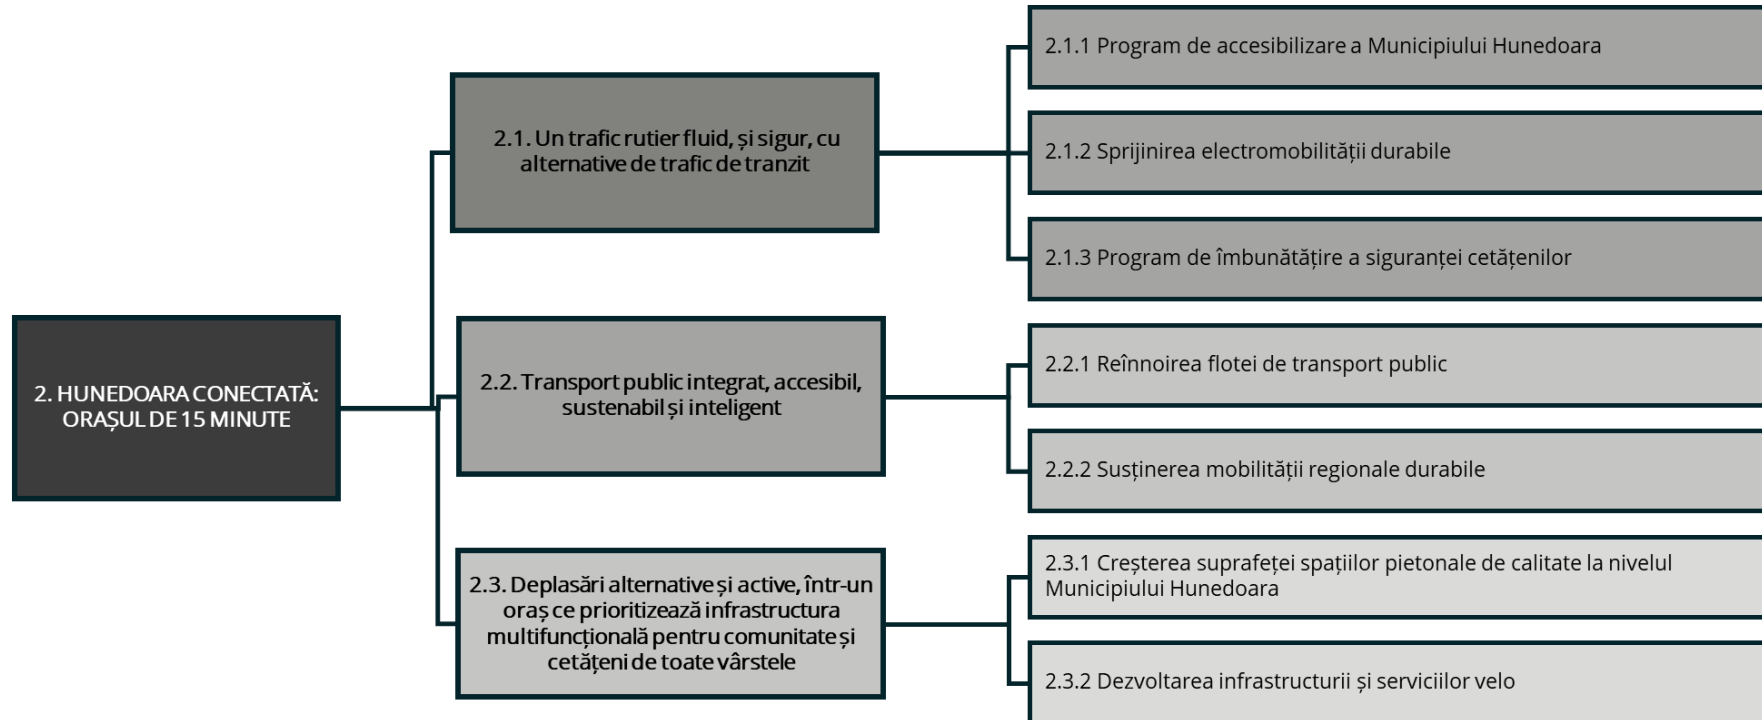 2. HUNEDOARA CONECTATĂ:
ORAȘUL DE 15 MINUTE
2.1. Un trafic rutier fluid, și sigur, cu
alternative de trafic de tranzit
2.1.1 Program de accesibilizare a Municipiului Hunedoara
2.1.2 Sprijinirea electromobilității durabile
2.1.3 Program de îmbunătățire a siguranței cetățenilor
2.2. Transport public integrat, accesibil,
sustenabil și inteligent
2.2.1 Reînnoirea flotei de transport public
2.2.2 Susținerea mobilității regionale durabile
2.3. Deplasări alternative și active, într-un
oraș ce prioritizează infrastructura
multifuncțională pentru comunitate și
cetățeni de toate vârstele
2.3.1 Creșterea suprafeței spațiilor pietonale de calitate la nivelul
Municipiului Hunedoara
2.3.2 Dezvoltarea infrastructurii și serviciilor velo